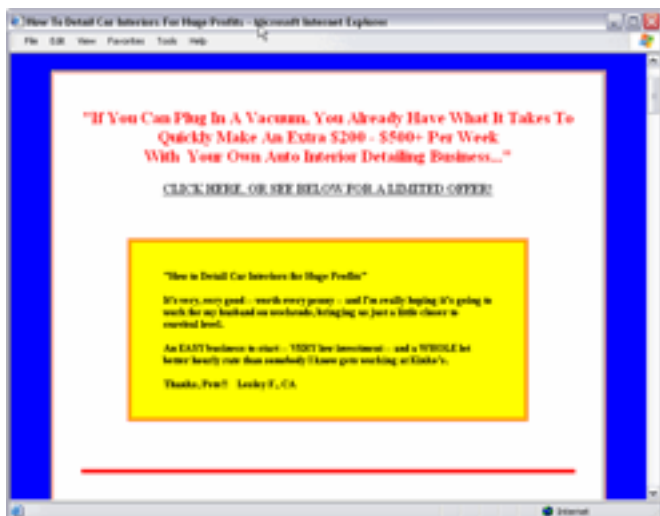 How To Detail Car Interiors For Huge Profits - Microsoft Internet Explorer
File Edit View Favorites Tools Help
"If You Can Plug In A Vacuum, You Already Have What It Takes To
Quickly Make An Extra $200 - $500+ Per Week
With Your Own Auto Interior Detailing Business..."
CLICK HERE, OR SEE BELOW FOR A LIMITED OFFER!
"How to Detail Car Interiors for Huge Profits"
It's very, very good -- worth every penny -- and I'm really hoping it's going to
work for my husband on weekends, bringing us just a little closer to
survival level.
An EASY business to start -- VERY low investment -- and a WHOLE lot
better hourly rate than somebody I know gets working at Kinko's.
Thanks, Pete!! Lesley F., CA
Internet